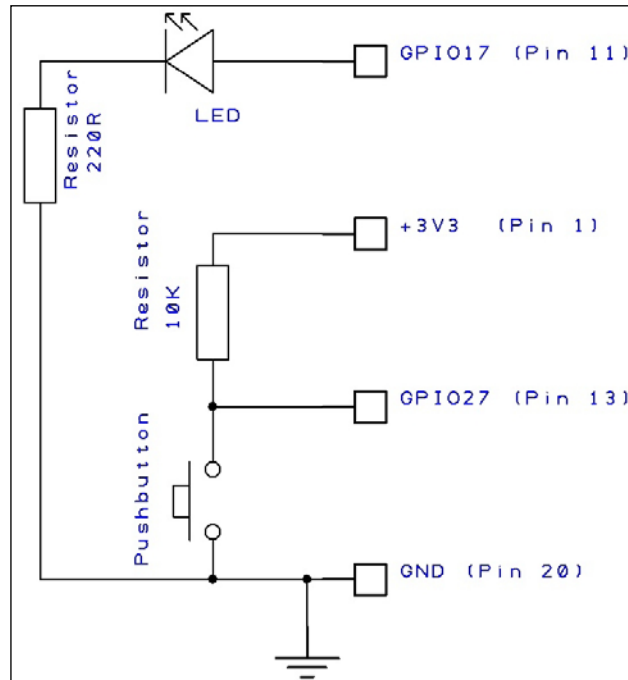 GPIO17 (Pin 11)
LED
Resistor
220R
+3V3 (Pin 1)
Resistor
10K
GPIO27 (Pin 13)
Pushbutton
GND (Pin 20)